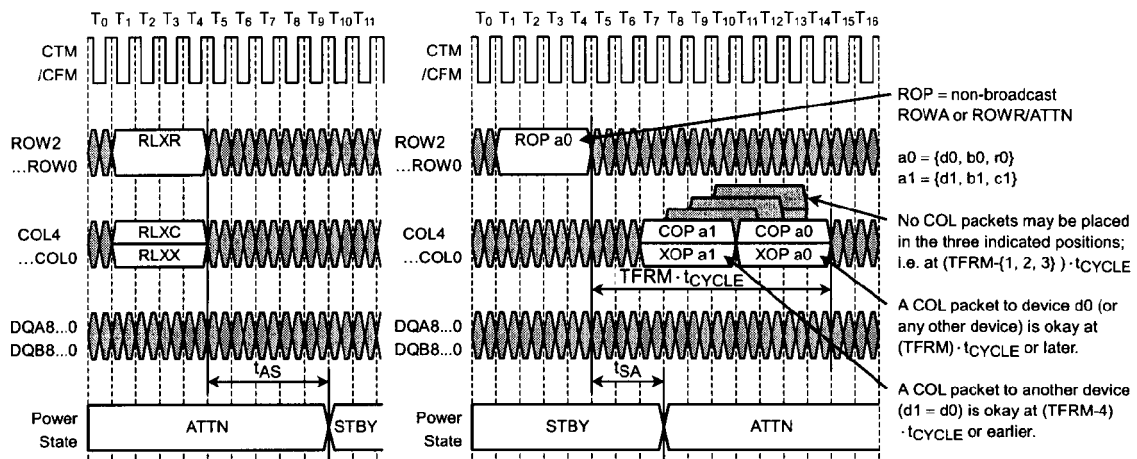 T0 T1 T2 T3 T4 T5 T6 T7 T8 T9 T10 T11
CTM
/CFM
ROW2
...ROW0
RLXR
COL4
...COL0
RLXC
RLXX
DQA8...0
DQB8...0
tAS
Power
State
ATTN
STBY
T0 T1 T2 T3 T4 T5 T6 T7 T8 T9 T10 T11 T12 T13 T14 T15 T16
CTM
/CFM
ROW2
...ROW0
ROP a0
COL4
...COL0
COP a1
COP a0
XOP a1
XOP a0
TFRM · tCYCLE
DQA8...0
DQB8...0
tSA
Power
State
STBY
ATTN
ROP = non-broadcast
ROWA or ROWR/ATTN
a0 = {d0, b0, r0}
a1 = {d1, b1, c1}
No COL packets may be placed
in the three indicated positions;
i.e. at (TFRM-{1, 2, 3} ) · tCYCLE
A COL packet to device d0 (or
any other device) is okay at
(TFRM) · tCYCLE or later.
A COL packet to another device
(d1 = d0) is okay at (TFRM-4)
· tCYCLE or earlier.